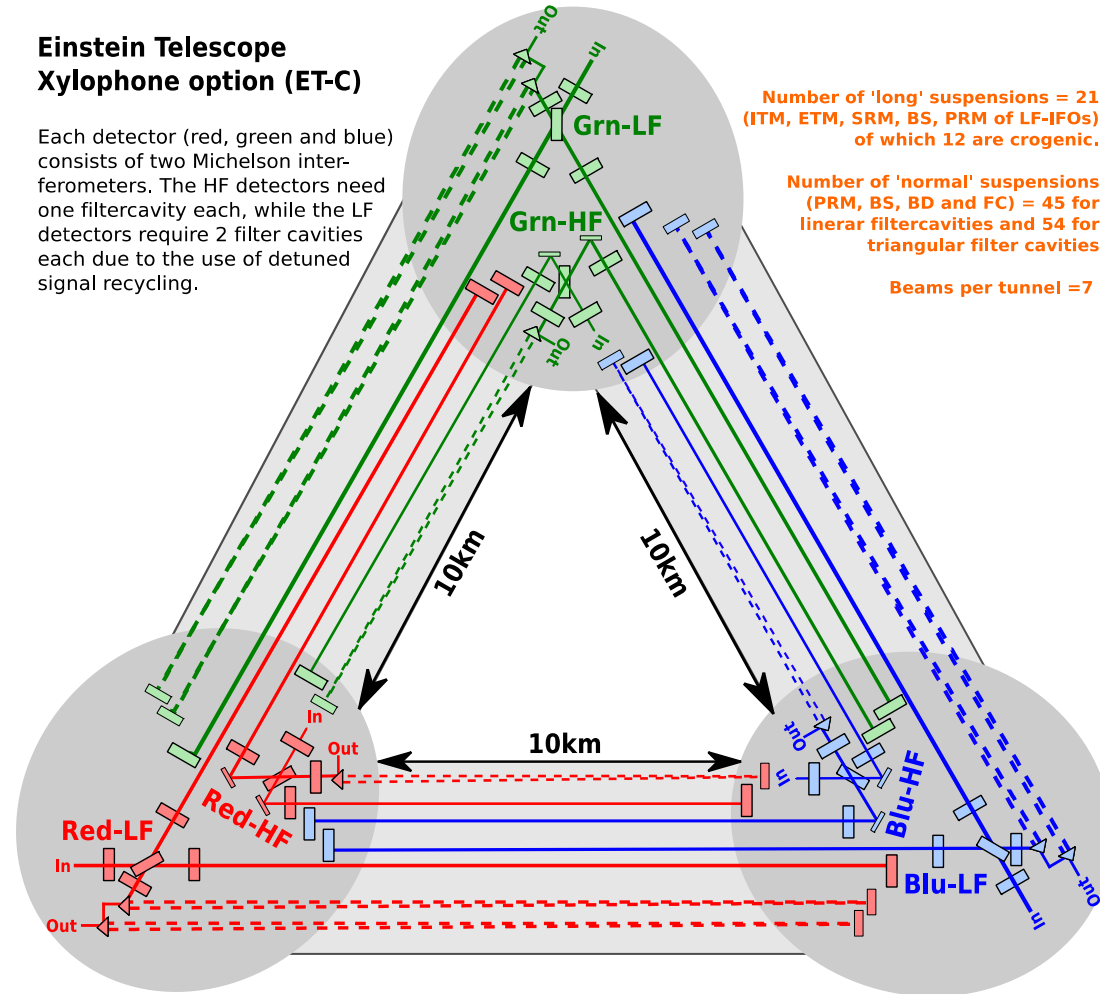 Einstein Telescope
Xylophone option (ET-C)
Each detector (red, green and blue)
consists of two Michelson inter-
ferometers. The HF detectors need
one filtercavity each, while the LF
detectors require 2 filter cavities
each due to the use of detuned
signal recycling.
Number of 'long' suspensions = 21
(ITM, ETM, SRM, BS, PRM of LF-IFOs)
of which 12 are crogenic.
Number of 'normal' suspensions
(PRM, BS, BD and FC) = 45 for
linerar filtercavities and 54 for
triangular filter cavities
Beams per tunnel =7
Out
In
Grn-LF
Grn-HF
In
Out
10km
10km
10km
In
Out
Red-HF
Red-LF
In
Out
Out
In
Blu-HF
Blu-LF
Out
In